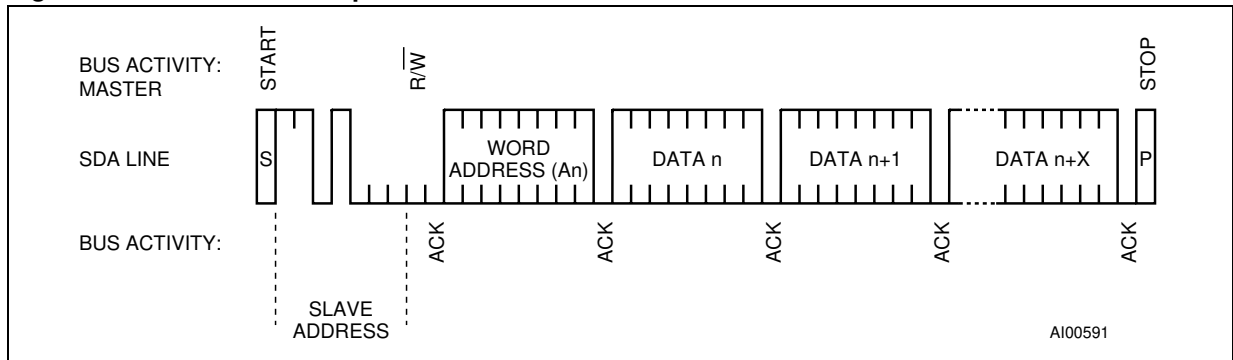 START
R/W
STOP
BUS ACTIVITY:
MASTER
SDA LINE
S
WORD
ADDRESS (An)
DATA n
DATA n+1
DATA n+X
P
BUS ACTIVITY:
ACK
ACK
ACK
ACK
ACK
SLAVE
ADDRESS
AI00591